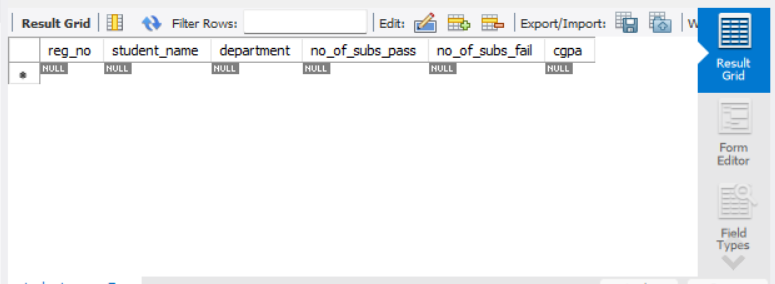 Result Grid Filter Rows: Edit: Export/Import: W
reg_no student_name department no_of_subs_pass no_of_subs_fail cgpa
NULL NULL NULL NULL NULL NULL
Result
Grid
Form
Editor
Field
Types